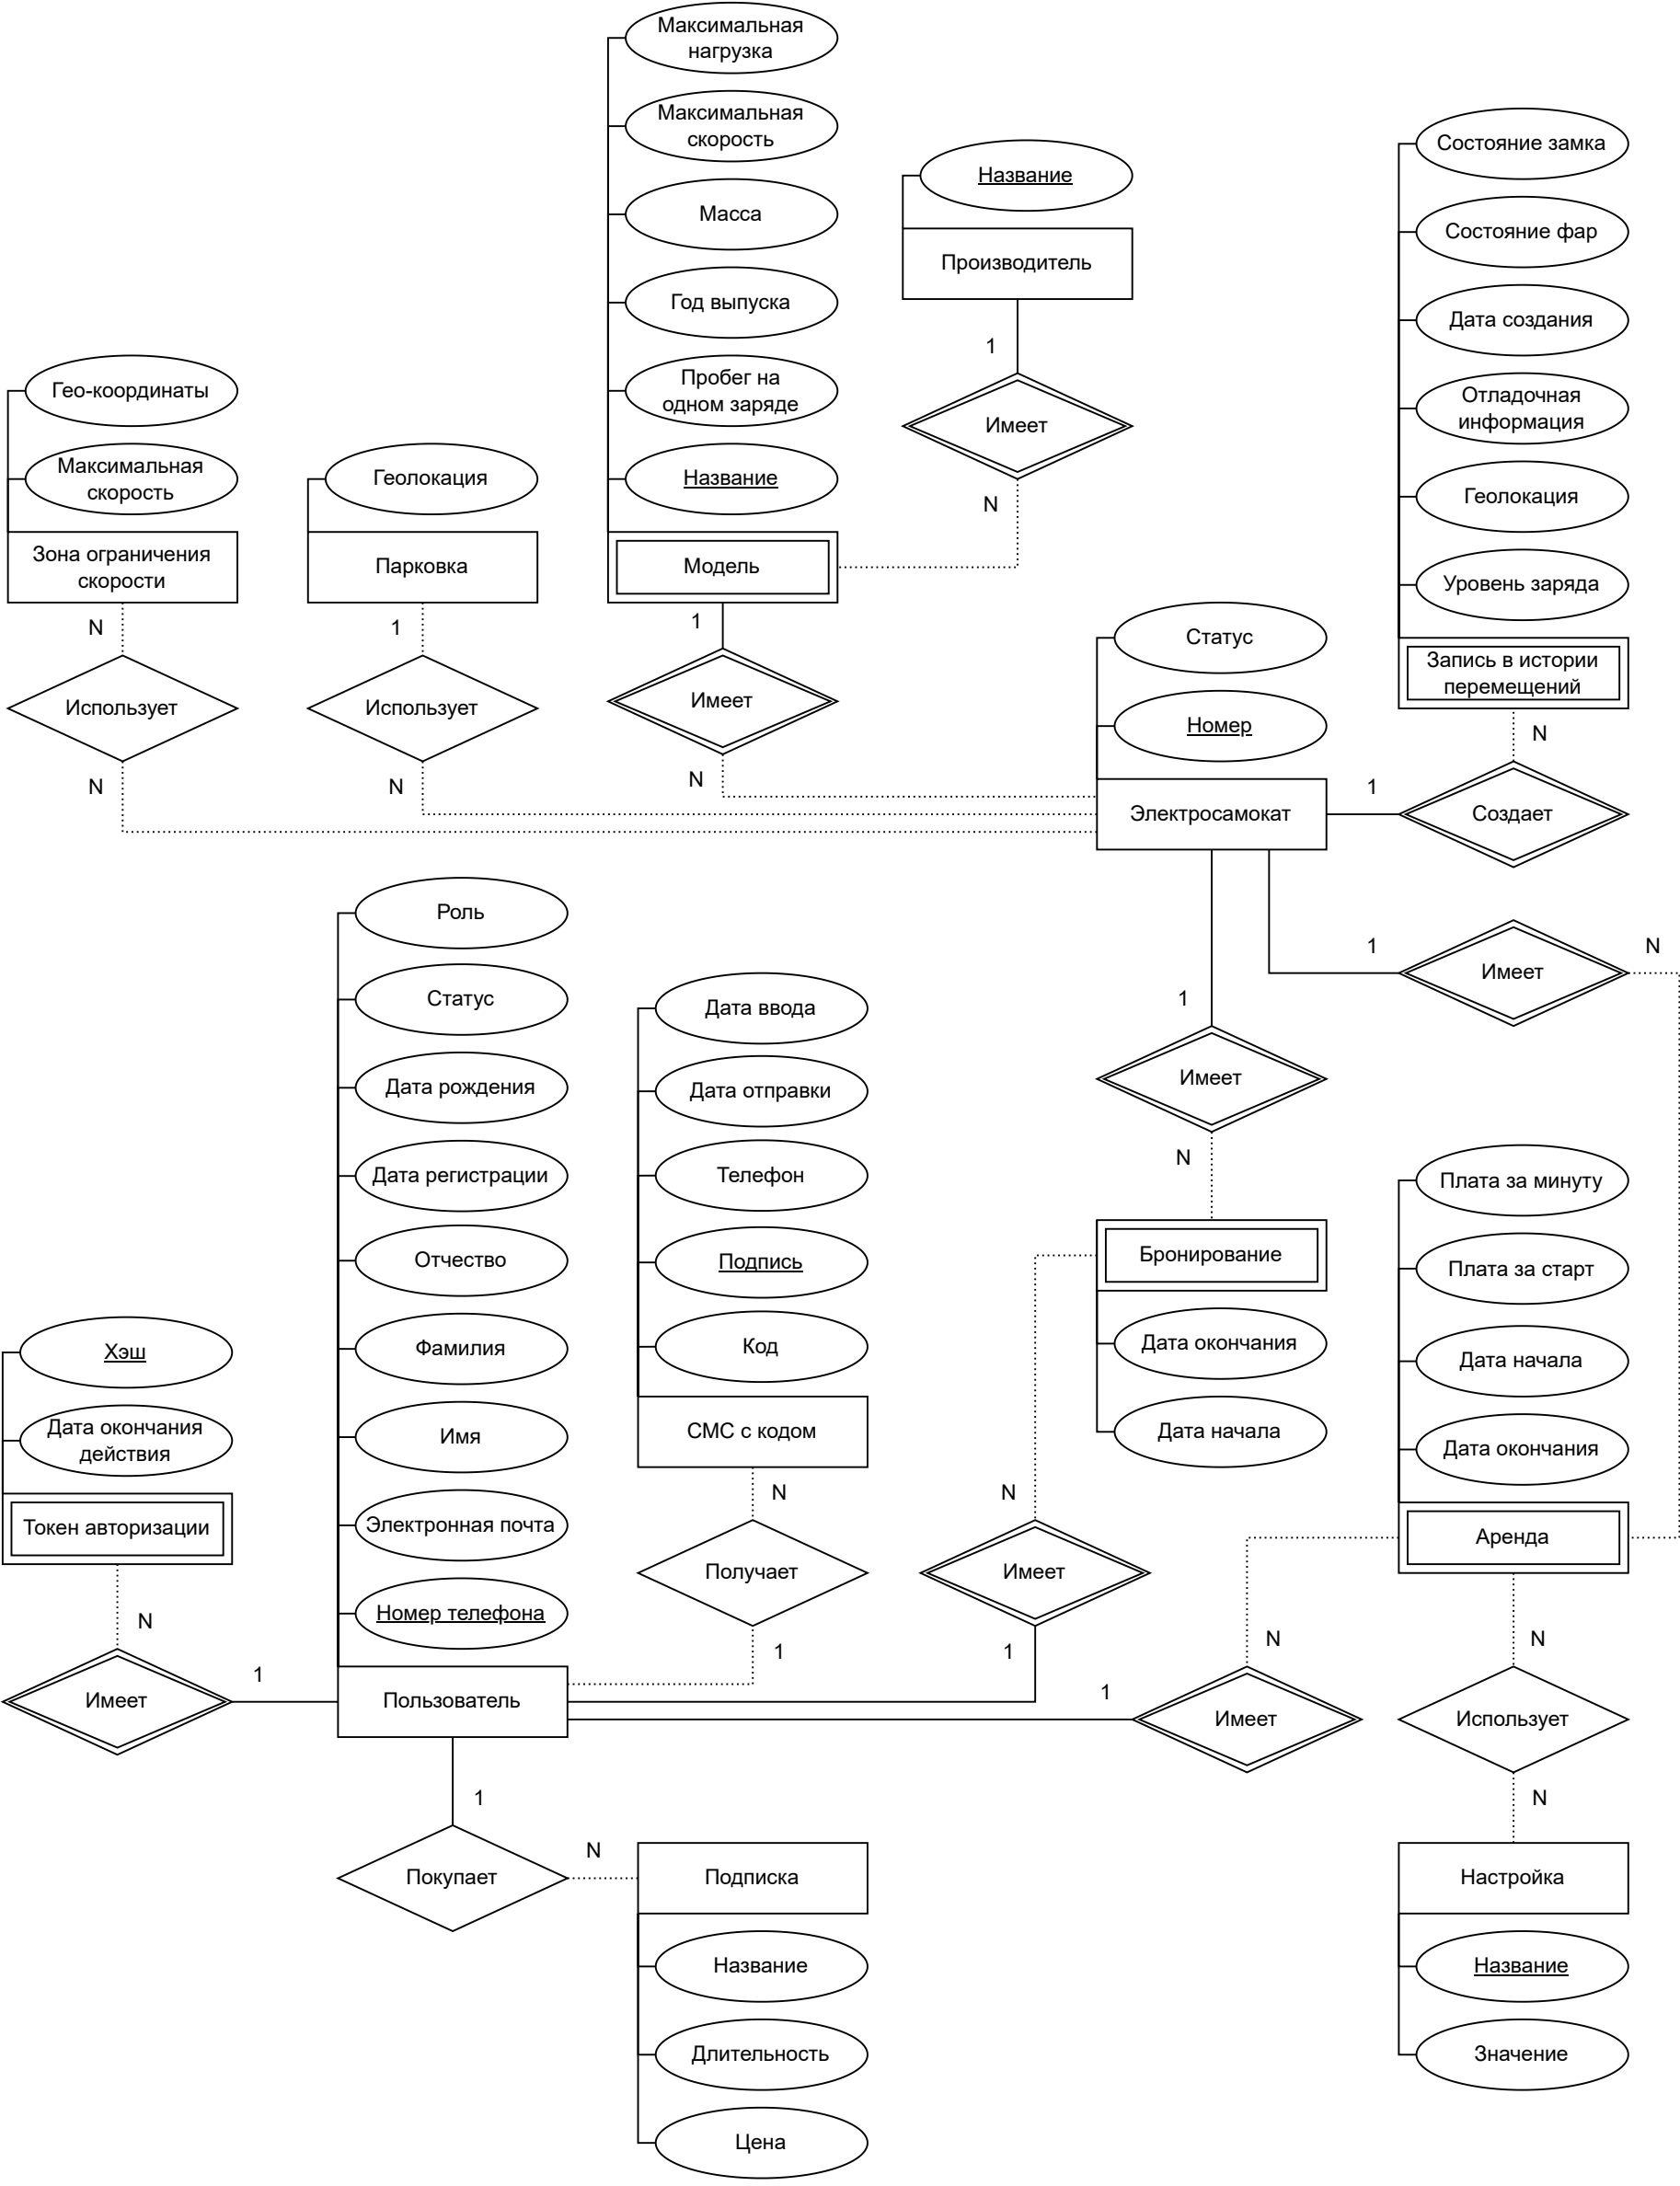 Максимальная
нагрузка
Максимальная
скорость
Масса
Год выпуска
Пробег на
одном заряде
Название
Модель
1
Имеет
N
Название
Производитель
1
Имеет
N
Состояние замка
Состояние фар
Дата создания
Отладочная
информация
Геолокация
Уровень заряда
Запись в истории
перемещений
N
Создает
1
Гео-координаты
Максимальная
скорость
Зона ограничения
скорости
N
Использует
N
Геолокация
Парковка
1
Использует
N
Статус
Номер
Электросамокат
1
Имеет
N
1
Имеет
N
Роль
Статус
Дата рождения
Дата регистрации
Отчество
Фамилия
Имя
Электронная почта
Номер телефона
Пользователь
Дата ввода
Дата отправки
Телефон
Подпись
Код
СМС с кодом
N
Получает
1
Бронирование
Дата окончания
Дата начала
N
Имеет
1
Плата за минуту
Плата за старт
Дата начала
Дата окончания
Аренда
N
Имеет
1
N
Использует
N
Хэш
Дата окончания
действия
Токен авторизации
N
Имеет
1
1
Покупает
N
Подписка
Название
Длительность
Цена
Настройка
Название
Значение